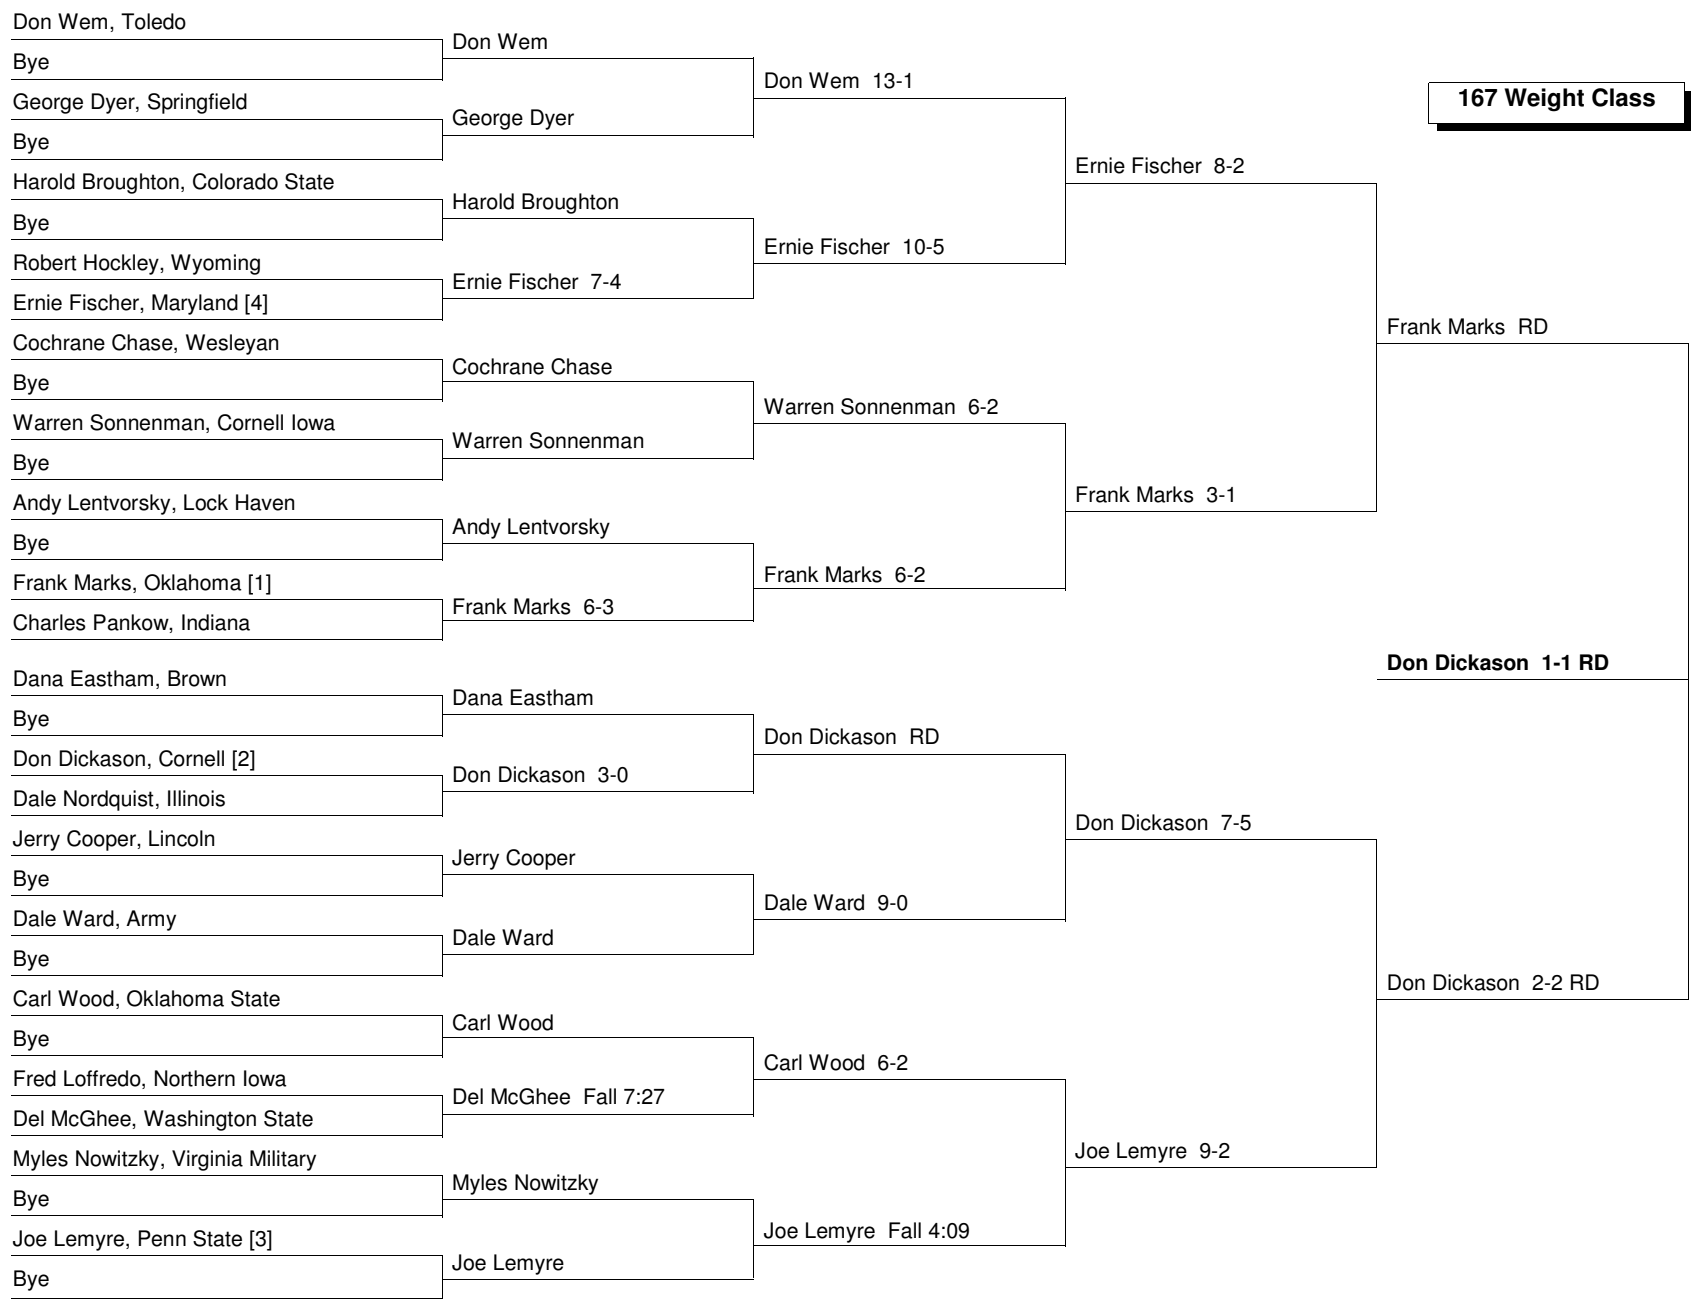 Don Wem, Toledo
Bye
George Dyer, Springfield
Bye
Harold Broughton, Colorado State
Bye
Robert Hockley, Wyoming
Ernie Fischer, Maryland [4]
Cochrane Chase, Wesleyan
Bye
Warren Sonnenman, Cornell Iowa
Bye
Andy Lentvorsky, Lock Haven
Bye
Frank Marks, Oklahoma [1]
Charles Pankow, Indiana
Dana Eastham, Brown
Bye
Don Dickason, Cornell [2]
Dale Nordquist, Illinois
Jerry Cooper, Lincoln
Bye
Dale Ward, Army
Bye
Carl Wood, Oklahoma State
Bye
Fred Loffredo, Northern Iowa
Del McGhee, Washington State
Myles Nowitzky, Virginia Military
Bye
Joe Lemyre, Penn State [3]
Bye
Don Wem
George Dyer
Harold Broughton
Ernie Fischer 7-4
Cochrane Chase
Warren Sonnenman
Andy Lentvorsky
Frank Marks 6-3
Dana Eastham
Don Dickason 3-0
Jerry Cooper
Dale Ward
Carl Wood
Del McGhee Fall 7:27
Myles Nowitzky
Joe Lemyre
Don Wem 13-1
Ernie Fischer 10-5
Warren Sonnenman 6-2
Frank Marks 6-2
Don Dickason RD
Dale Ward 9-0
Carl Wood 6-2
Joe Lemyre Fall 4:09
Ernie Fischer 8-2
Frank Marks 3-1
Don Dickason 7-5
Joe Lemyre 9-2
Frank Marks RD
Don Dickason 2-2 RD
Don Dickason 1-1 RD
167 Weight Class